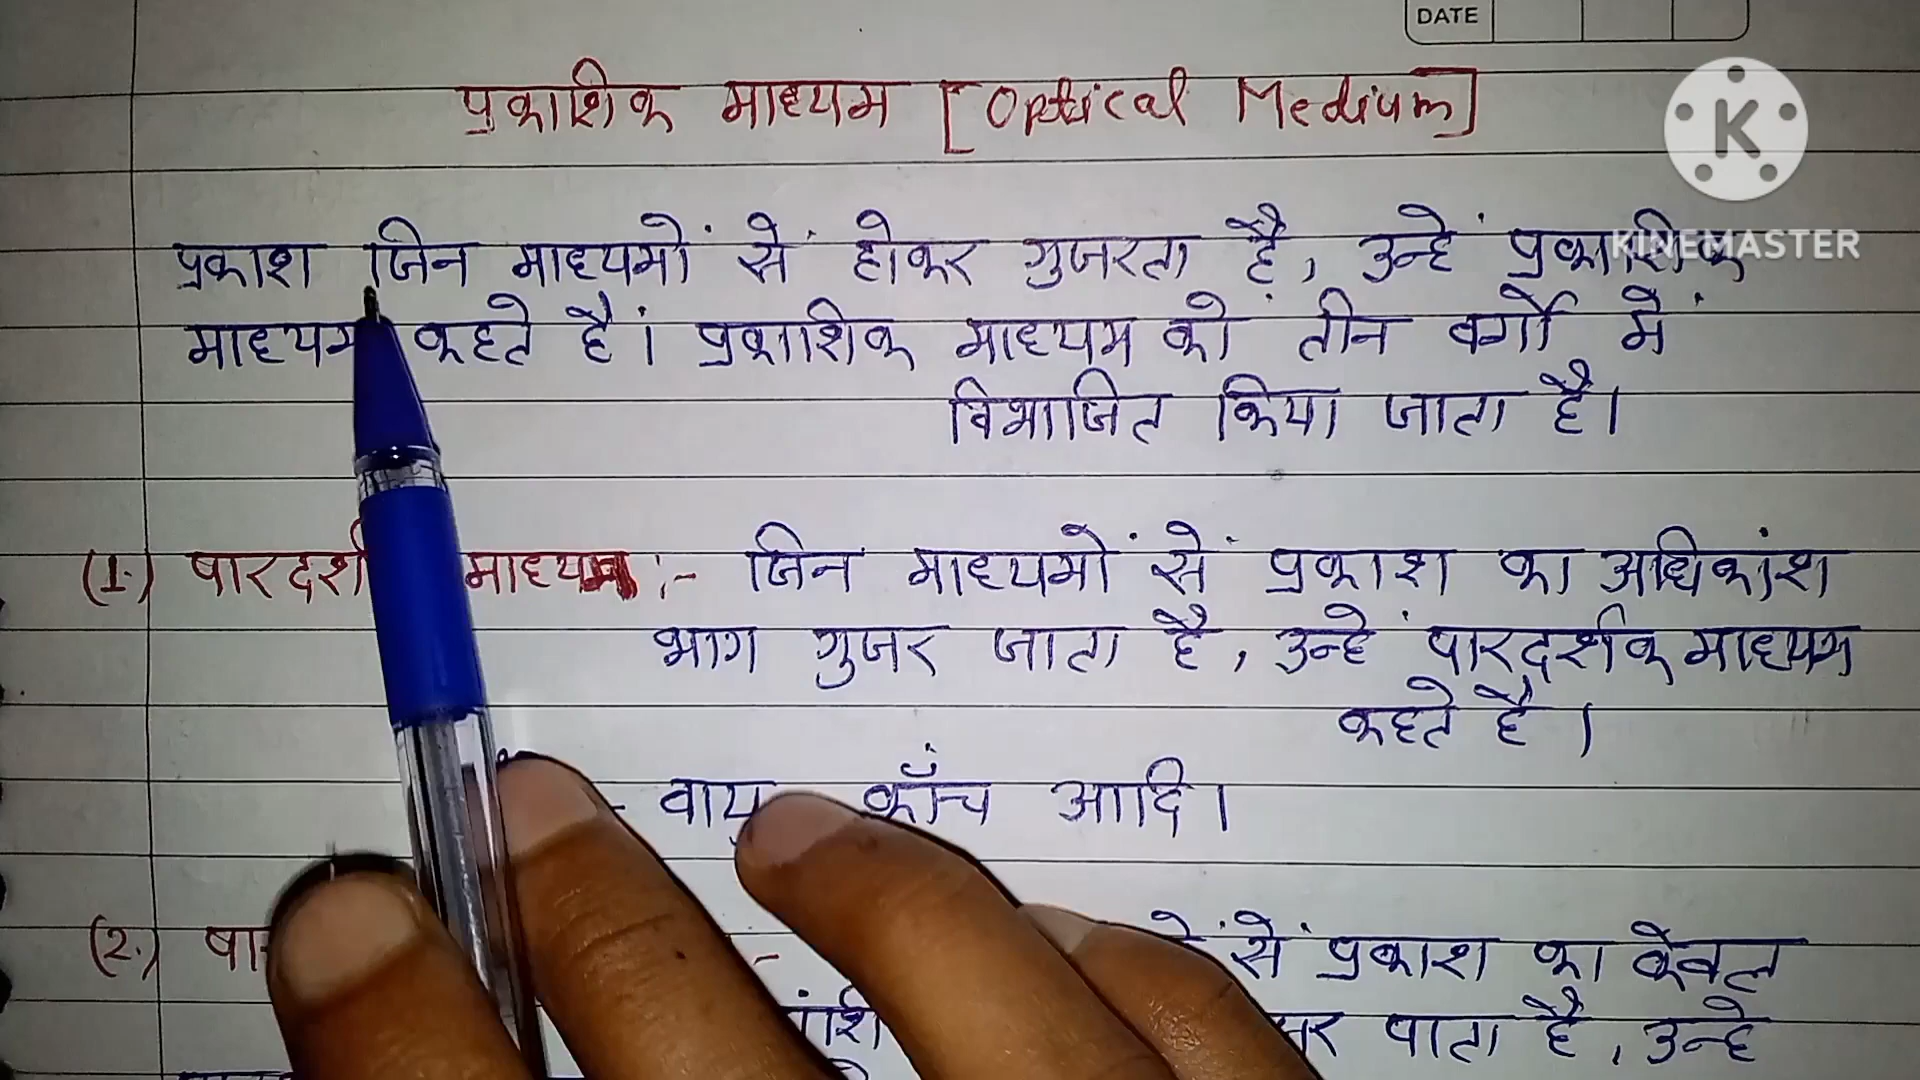 DATE
प्रकाशिक माध्यम [Optical Medium]
K
KINEMASTER
प्रकाश जिन माध्यमों से होकर गुजरता है, उन्हें प्रकाशिक
माध्यम कहते हैं। प्रकाशिक माध्यम को तीन वर्गों में
विभाजित किया जाता है।
(1.) माध्यम :- जिन माध्यमों से प्रकाश का अधिकांश
भाग गुजर जाता है, उन्हें पारदर्शक माध्यम
कहते है।
- वायु काँच आदि।
(2.) - से प्रकाश का केवल
पाता है, उन्हें